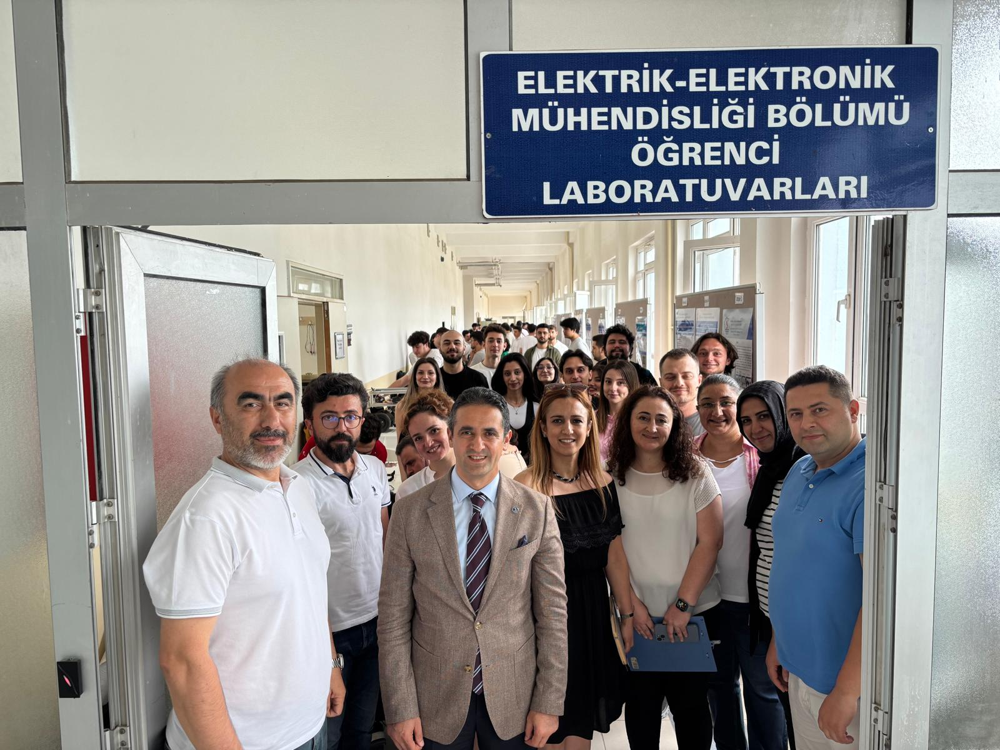 ELEKTRİK-ELEKTRONİK
MÜHENDİSLİĞİ BÖLÜMÜ
ÖĞRENCİ
LABORATUVARLARI